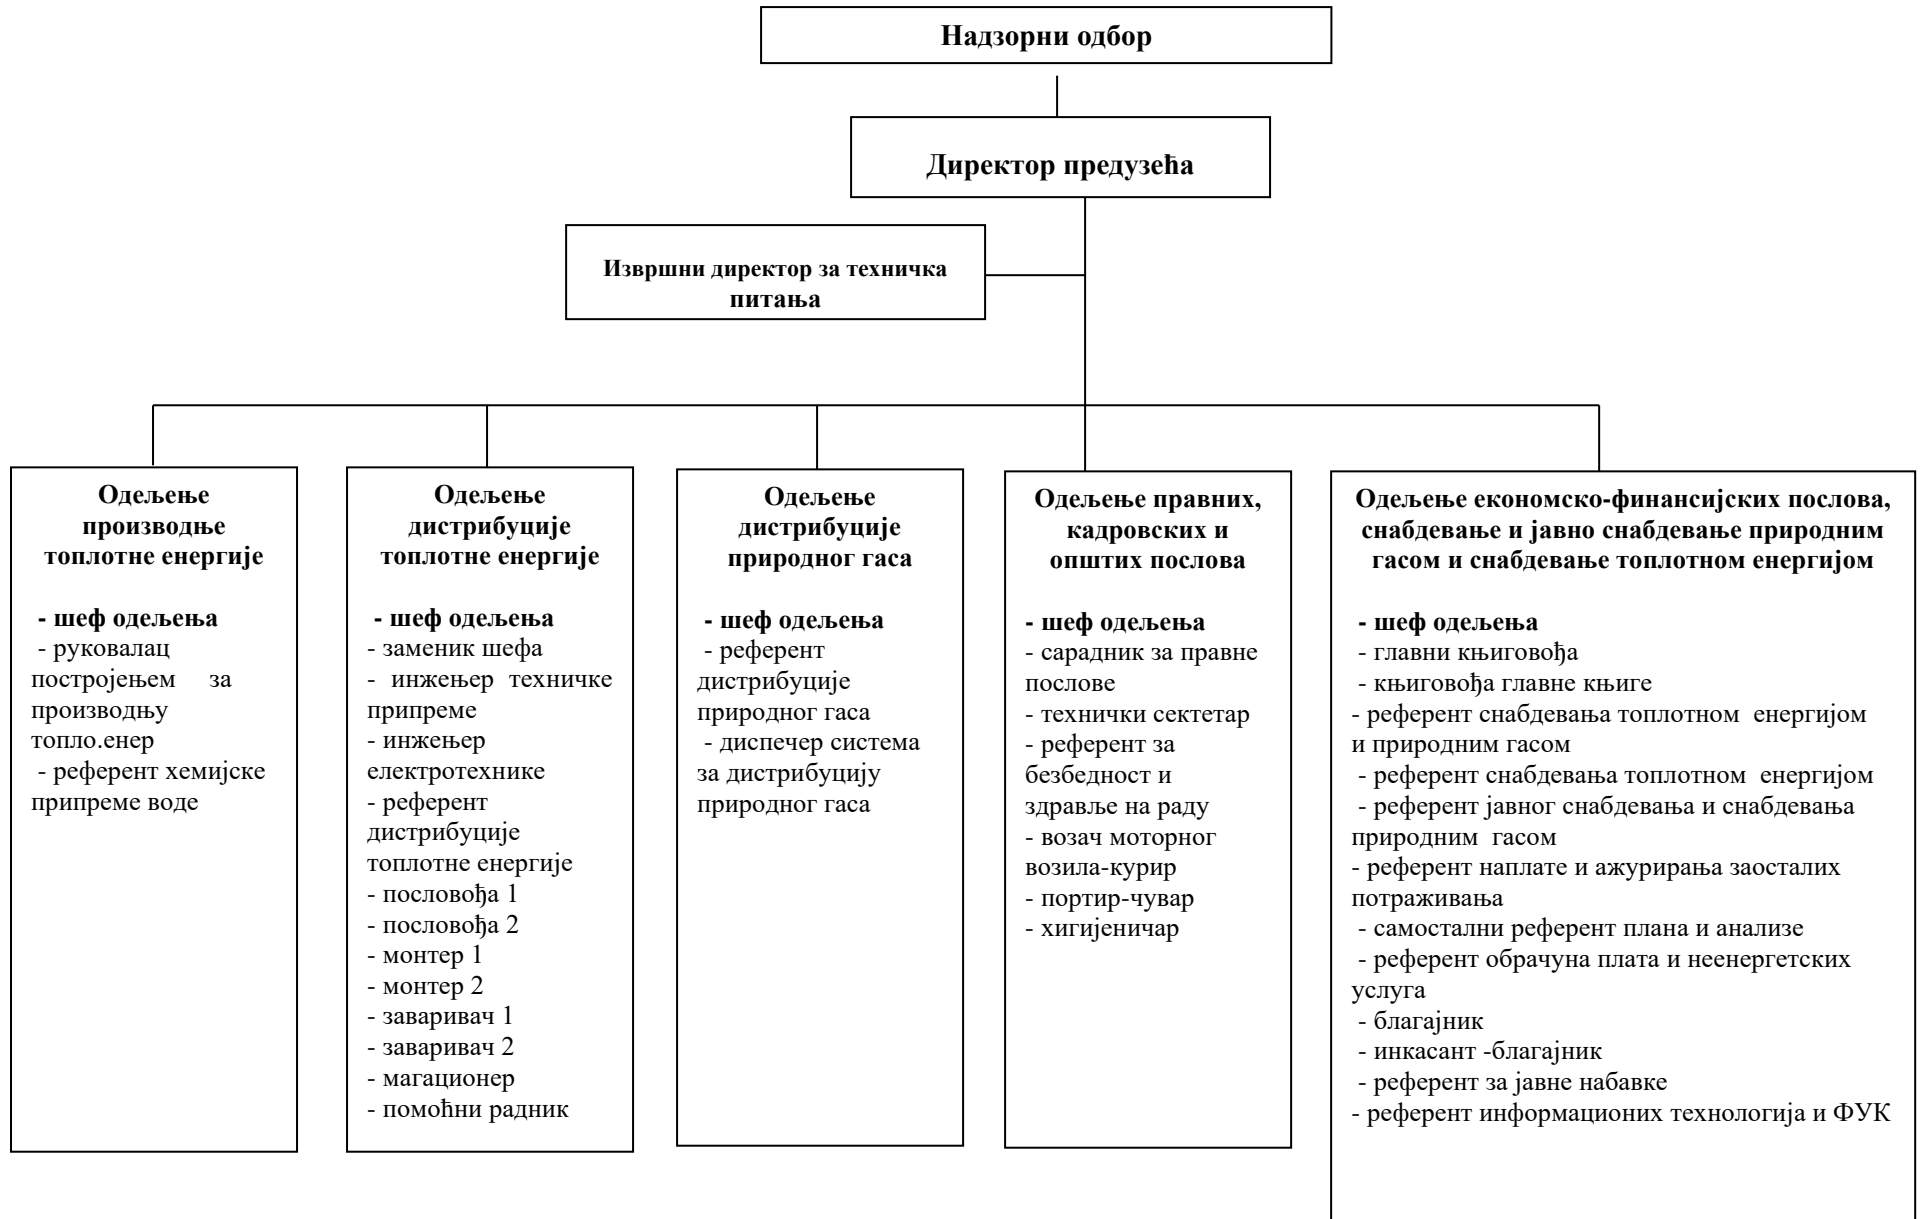 Надзорни одбор
Директор предузећа
Извршни директор за техничка
питања
Одељење
производње
топлотне енергије
- шеф одељења
- руковалац
постројењем за
производњу
топло.енер
- референт хемијске
припреме воде
Одељење
дистрибуције
топлотне енергије
- шеф одељења
- заменик шефа
- инжењер техничке
припреме
- инжењер
електротехнике
- референт
дистрибуције
топлотне енергије
- пословођа 1
- пословођа 2
- монтер 1
- монтер 2
- заваривач 1
- заваривач 2
- магационер
- помоћни радник
Одељење
дистрибуције
природног гаса
- шеф одељења
- референт
дистрибуције
природног гаса
- диспечер система
за дистрибуцију
природног гаса
Одељење правних,
кадровских и
општих послова
- шеф одељења
- сарадник за правне
послове
- технички сектетар
- референт за
безбедност и
здравље на раду
- возач моторног
возила-курир
- портир-чувар
- хигијеничар
Одељење економско-финансијских послова,
снабдевање и јавно снабдевање природним
гасом и снабдевање топлотном енергијом
- шеф одељења
- главни књиговођа
- књиговођа главне књиге
- референт снабдевања топлотном енергијом
и природним гасом
- референт снабдевања топлотном енергијом
- референт јавног снабдевања и снабдевања
природним гасом
- референт наплате и ажурирања заосталих
потраживања
- самостални референт плана и анализе
- референт обрачуна плата и неенергетских
услуга
- благајник
- инкасант -благајник
- референт за јавне набавке
- референт информационих технологија и ФУК